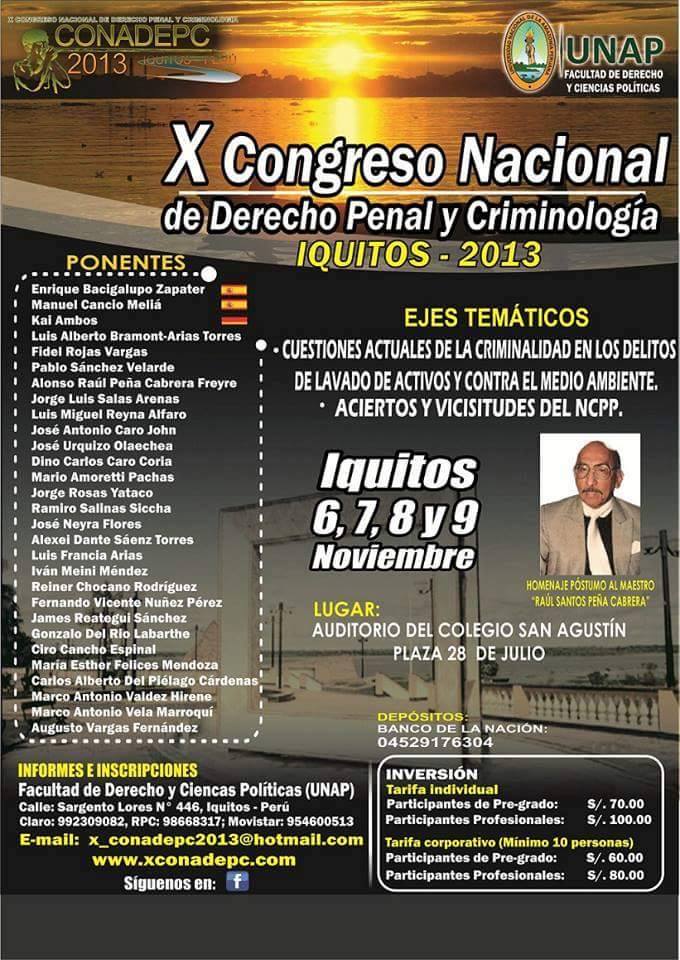 X CONGRESO NACIONAL DE DERECHO PENAL Y CRIMINOLOGÍA
CONADEPC
2013 IQUITOS - PERÚ
UNAP
FACULTAD DE DERECHO
Y CIENCIAS POLÍTICAS
X Congreso Nacional
de Derecho Penal y Criminología
IQUITOS - 2013
PONENTES
Enrique Bacigalupo Zapater
Manuel Cancio Meliá
Kai Ambos
Luis Alberto Bramont-Arias Torres
Fidel Rojas Vargas
Pablo Sánchez Velarde
Alonso Raúl Peña Cabrera Freyre
Jorge Luis Salas Arenas
Luis Miguel Reyna Alfaro
José Antonio Caro John
José Urquizo Olaechea
Dino Carlos Caro Coria
Mario Amoretti Pachas
Jorge Rosas Yataco
Ramiro Salinas Siccha
José Neyra Flores
Alexei Dante Sáenz Torres
Luis Francia Arias
Iván Meini Méndez
Reiner Chocano Rodríguez
Fernando Vicente Nuñez Pérez
James Reategui Sánchez
Gonzalo Del Rio Labarthe
Ciro Cancho Espinal
María Esther Felices Mendoza
Carlos Alberto Del Piélago Cárdenas
Marco Antonio Valdez Hirene
Marco Antonio Vela Marroquí
Augusto Vargas Fernández
EJES TEMÁTICOS
• CUESTIONES ACTUALES DE LA CRIMINALIDAD EN LOS DELITOS
DE LAVADO DE ACTIVOS Y CONTRA EL MEDIO AMBIENTE.
• ACIERTOS Y VICISITUDES DEL NCPP.
Iquitos
6, 7, 8 y 9
Noviembre
HOMENAJE PÓSTUMO AL MAESTRO
"RAÚL SANTOS PEÑA CABRERA"
LUGAR:
AUDITORIO DEL COLEGIO SAN AGUSTÍN
PLAZA 28 DE JULIO
DEPÓSITOS:
BANCO DE LA NACIÓN:
04529176304
INFORMES E INSCRIPCIONES
Facultad de Derecho y Ciencas Políticas (UNAP)
Calle: Sargento Lores N° 446, Iquitos - Perú
Claro: 992309082, RPC: 98668317; Movistar: 954600513
E-mail: x_conadepc2013@hotmail.com
www.xconadepc.com
Síguenos en: f
INVERSIÓN
Tarifa individual
Participantes de Pre-grado: S/. 70.00
Participantes Profesionales: S/. 100.00
Tarifa corporativo (Mínimo 10 personas)
Participantes de Pre-grado: S/. 60.00
Participantes Profesionales: S/. 80.00